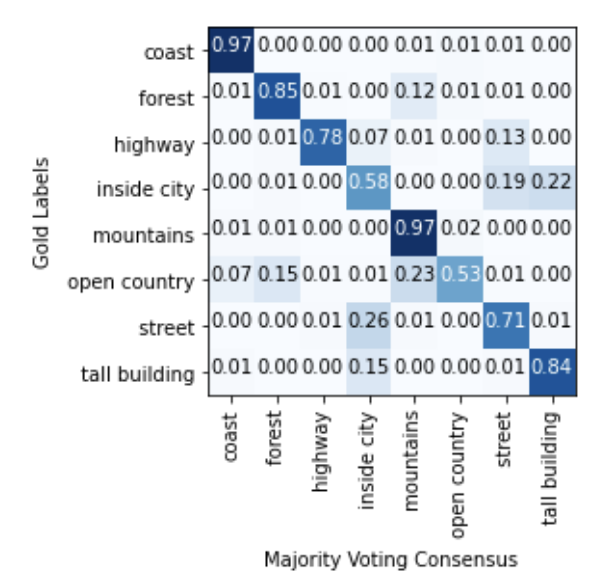 coast 0.97 0.00 0.00 0.00 0.01 0.01 0.01 0.00
forest 0.01 0.85 0.01 0.00 0.12 0.01 0.01 0.00
highway 0.00 0.01 0.78 0.07 0.01 0.00 0.13 0.00
inside city 0.00 0.01 0.00 0.58 0.00 0.00 0.19 0.22
mountains 0.01 0.01 0.00 0.00 0.97 0.02 0.00 0.00
open country 0.07 0.15 0.01 0.01 0.23 0.53 0.01 0.00
street 0.00 0.00 0.01 0.26 0.01 0.00 0.71 0.01
tall building 0.01 0.00 0.00 0.15 0.00 0.00 0.01 0.84
Gold Labels
coast
forest
highway
inside city
mountains
open country
street
tall building
Majority Voting Consensus